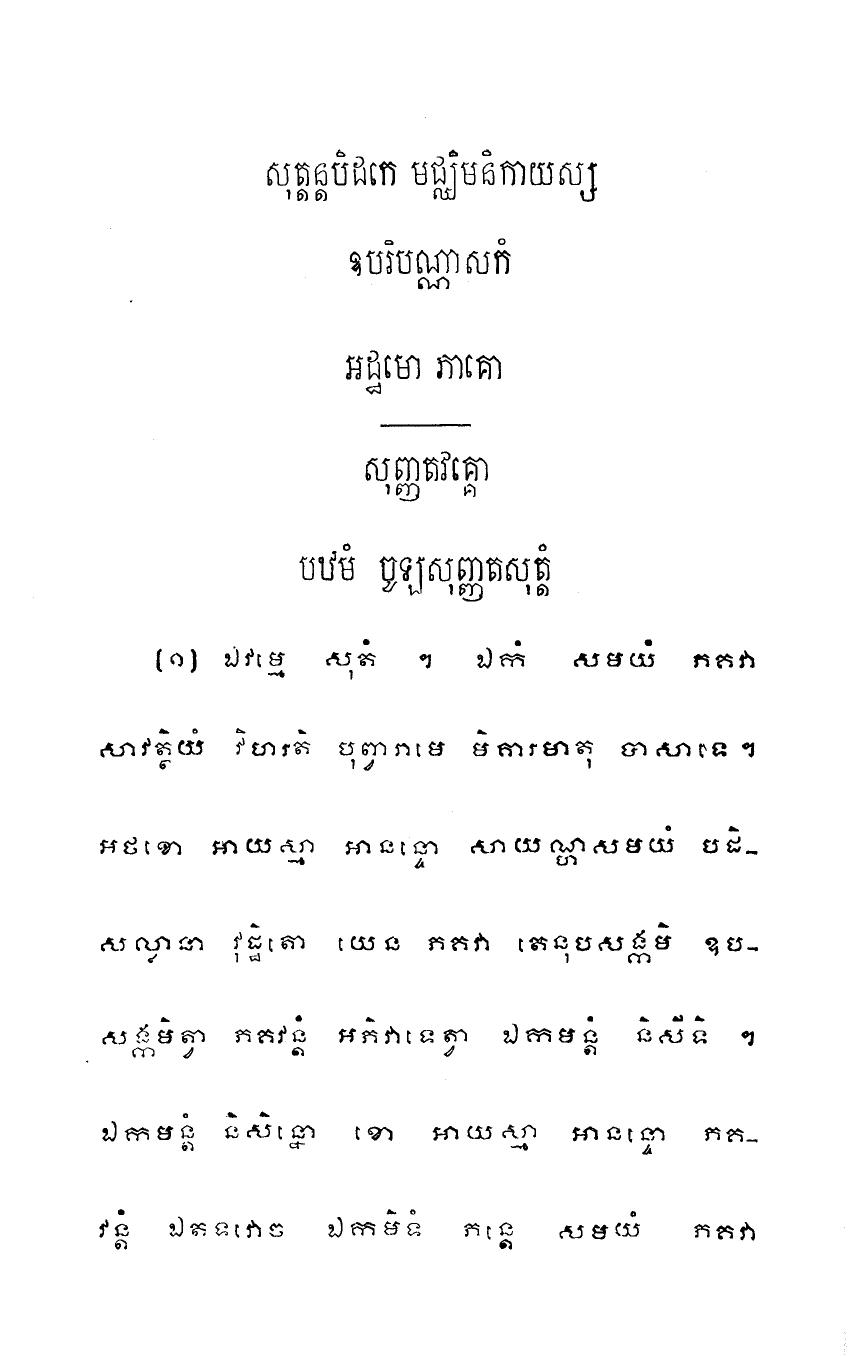 សុត្តន្តបិដកេ មជ្ឈិមនិកាយស្ស
ឧបរិបណ្ណាសកំ
អដ្ឋមោ ភាគោ
សុញ្ញតវគ្គោ
បឋមំ ចូឡសុញ្ញតសុត្តំ
(១) ឯវម្មេ សុតំ ។ ឯកំ សមយំ ភគវា
សាវត្ថិយំ វិហរតិ បុព្វារាមេ មិគារមាតុ បាសាទេ ។
អថខោ អាយស្មា អានន្ទោ សាយណ្ហសមយំ បដិ-
សល្លានា វុដ្ឋិតោ យេន ភគវា តេនុបសង្កមិ ឧប-
សង្កមិត្វា ភគវន្តំ អភិវាទេត្វា ឯកមន្តំ និសីទិ ។
ឯកមន្តំ និសិន្នោ ខោ អាយស្មា អានន្ទោ ភគ-
វន្តំ ឯតទវោច ឯកមិទំ ភន្តេ សមយំ ភគវា